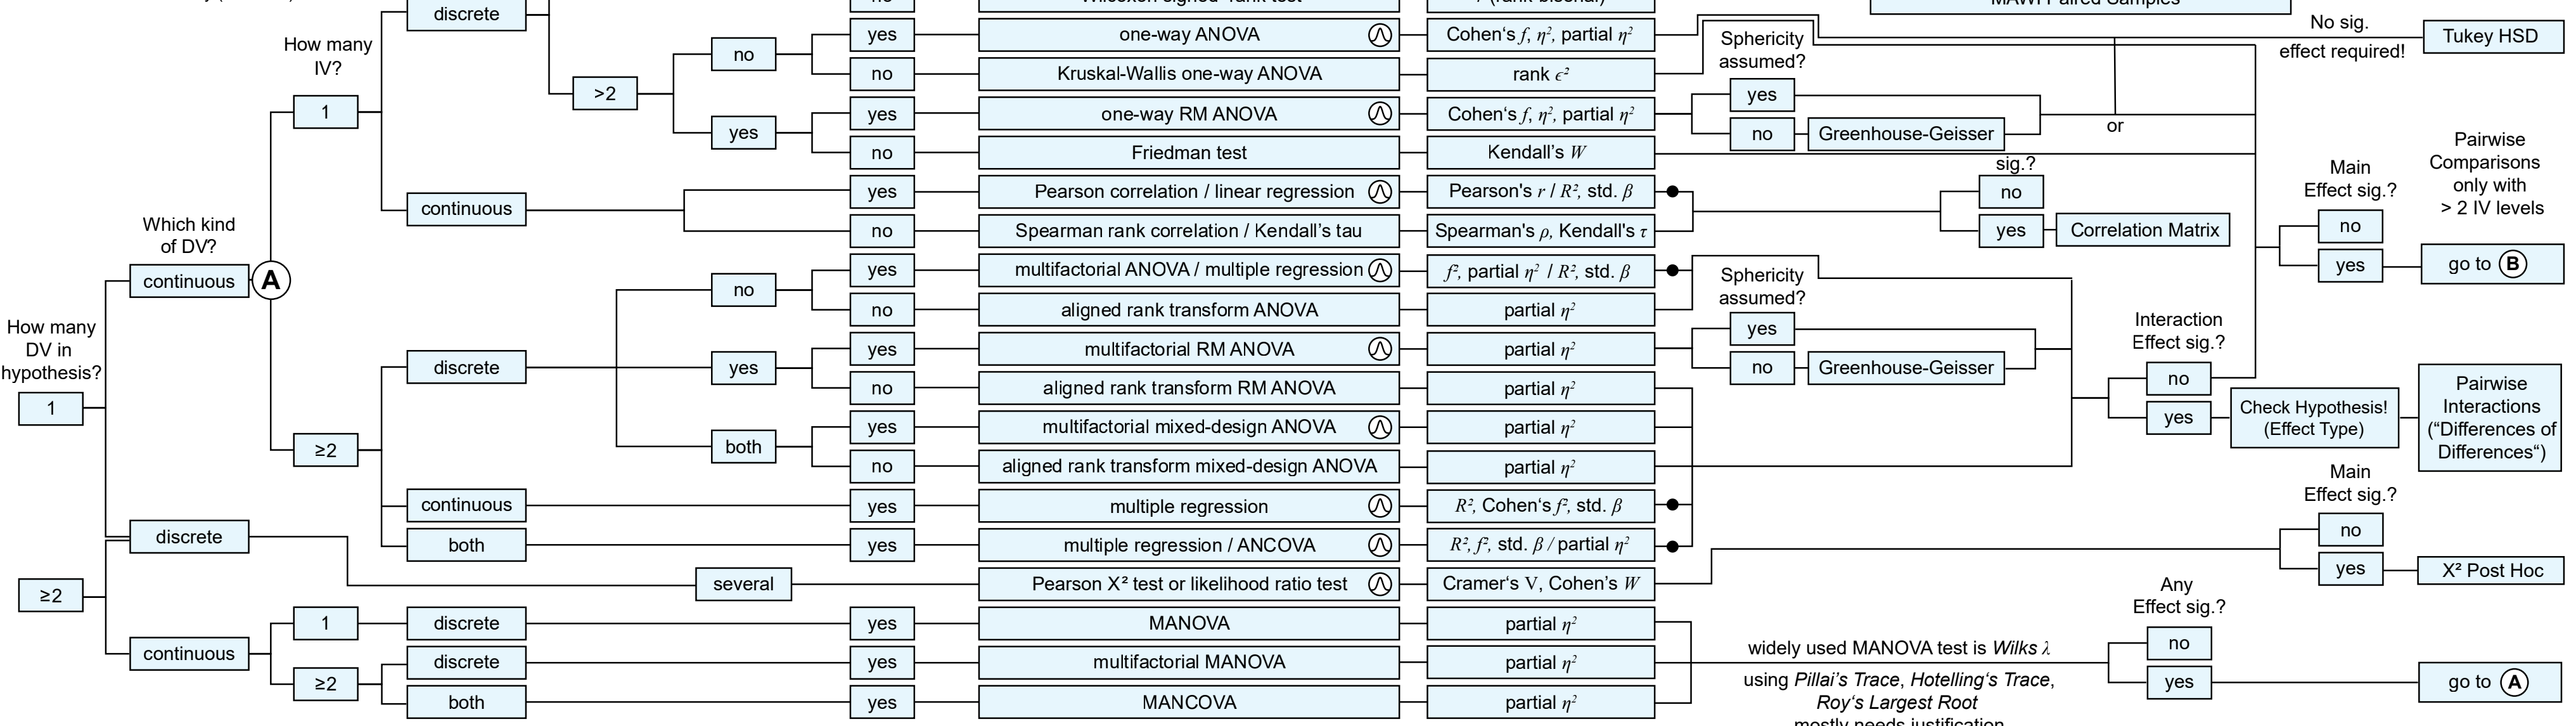 discrete
How many
IV?
1
>2
no
yes
yes
one-way ANOVA
Cohen‘s f, η², partial η²
no
Kruskal-Wallis one-way ANOVA
rank ϵ²
yes
one-way RM ANOVA
Cohen‘s f, η², partial η²
no
Friedman test
Kendall’s W
Sphericity
assumed?
yes
no
Greenhouse-Geisser
or
MAWI Paired Samples
No sig.
effect required!
Tukey HSD
continuous
yes
Pearson correlation / linear regression
Pearson's r / R², std. β
no
Spearman rank correlation / Kendall’s tau
Spearman's ρ, Kendall's τ
sig.?
no
yes
Correlation Matrix
Main
Effect sig.?
no
yes
Pairwise
Comparisons
only with
> 2 IV levels
go to B
Which kind
of DV?
continuous
A
How many
DV in
hypothesis?
1
≥2
discrete
no
yes
both
yes
multifactorial ANOVA / multiple regression
f², partial η² / R², std. β
no
aligned rank transform ANOVA
partial η²
yes
multifactorial RM ANOVA
partial η²
no
aligned rank transform RM ANOVA
partial η²
yes
multifactorial mixed-design ANOVA
partial η²
no
aligned rank transform mixed-design ANOVA
partial η²
Sphericity
assumed?
yes
no
Greenhouse-Geisser
Interaction
Effect sig.?
no
yes
Check Hypothesis!
(Effect Type)
Pairwise
Interactions
(“Differences of
Differences“)
continuous
yes
multiple regression
R², Cohen‘s f², std. β
both
yes
multiple regression / ANCOVA
R², f², std. β / partial η²
discrete
several
Pearson X² test or likelihood ratio test
Cramer‘s V, Cohen’s W
Main
Effect sig.?
no
yes
X² Post Hoc
≥2
continuous
1
discrete
yes
MANOVA
partial η²
≥2
discrete
yes
multifactorial MANOVA
partial η²
both
yes
MANCOVA
partial η²
widely used MANOVA test is Wilks λ
using Pillai’s Trace, Hotelling‘s Trace,
Roy‘s Largest Root
mostly needs justification
Any
Effect sig.?
no
yes
go to A